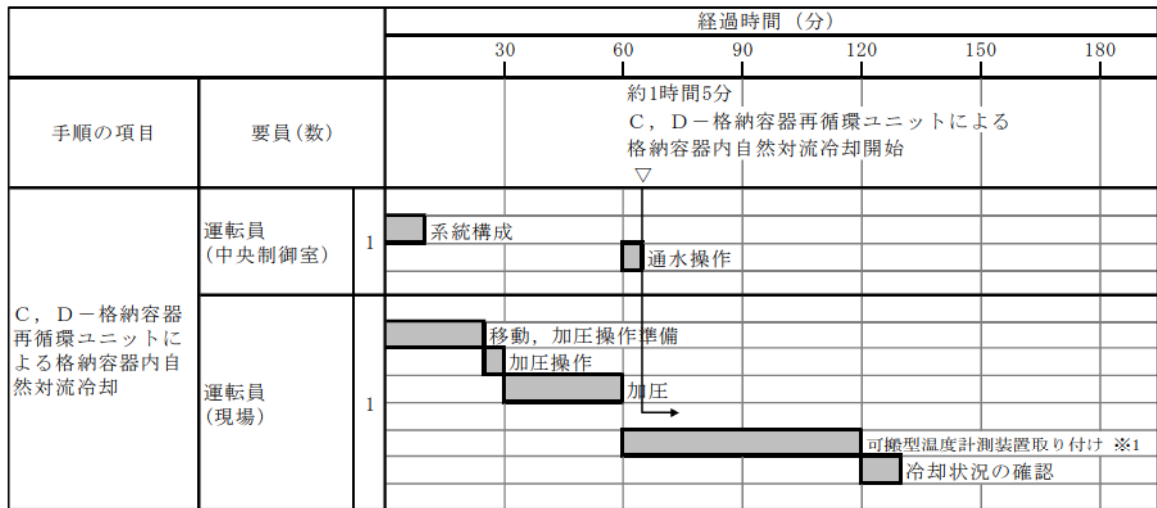 経過時間（分）
30 60 90 120 150 180
手順の項目
要員(数)
約1時間5分
Ｃ，Ｄ－格納容器再循環ユニットによる
格納容器内自然対流冷却開始
▽
Ｃ，Ｄ－格納容器
再循環ユニットに
よる格納容器内自
然対流冷却
運転員
(中央制御室)
1
系統構成
通水操作
運転員
(現場)
1
移動，加圧操作準備
加圧操作
加圧
可搬型温度計測装置取り付け ※1
冷却状況の確認